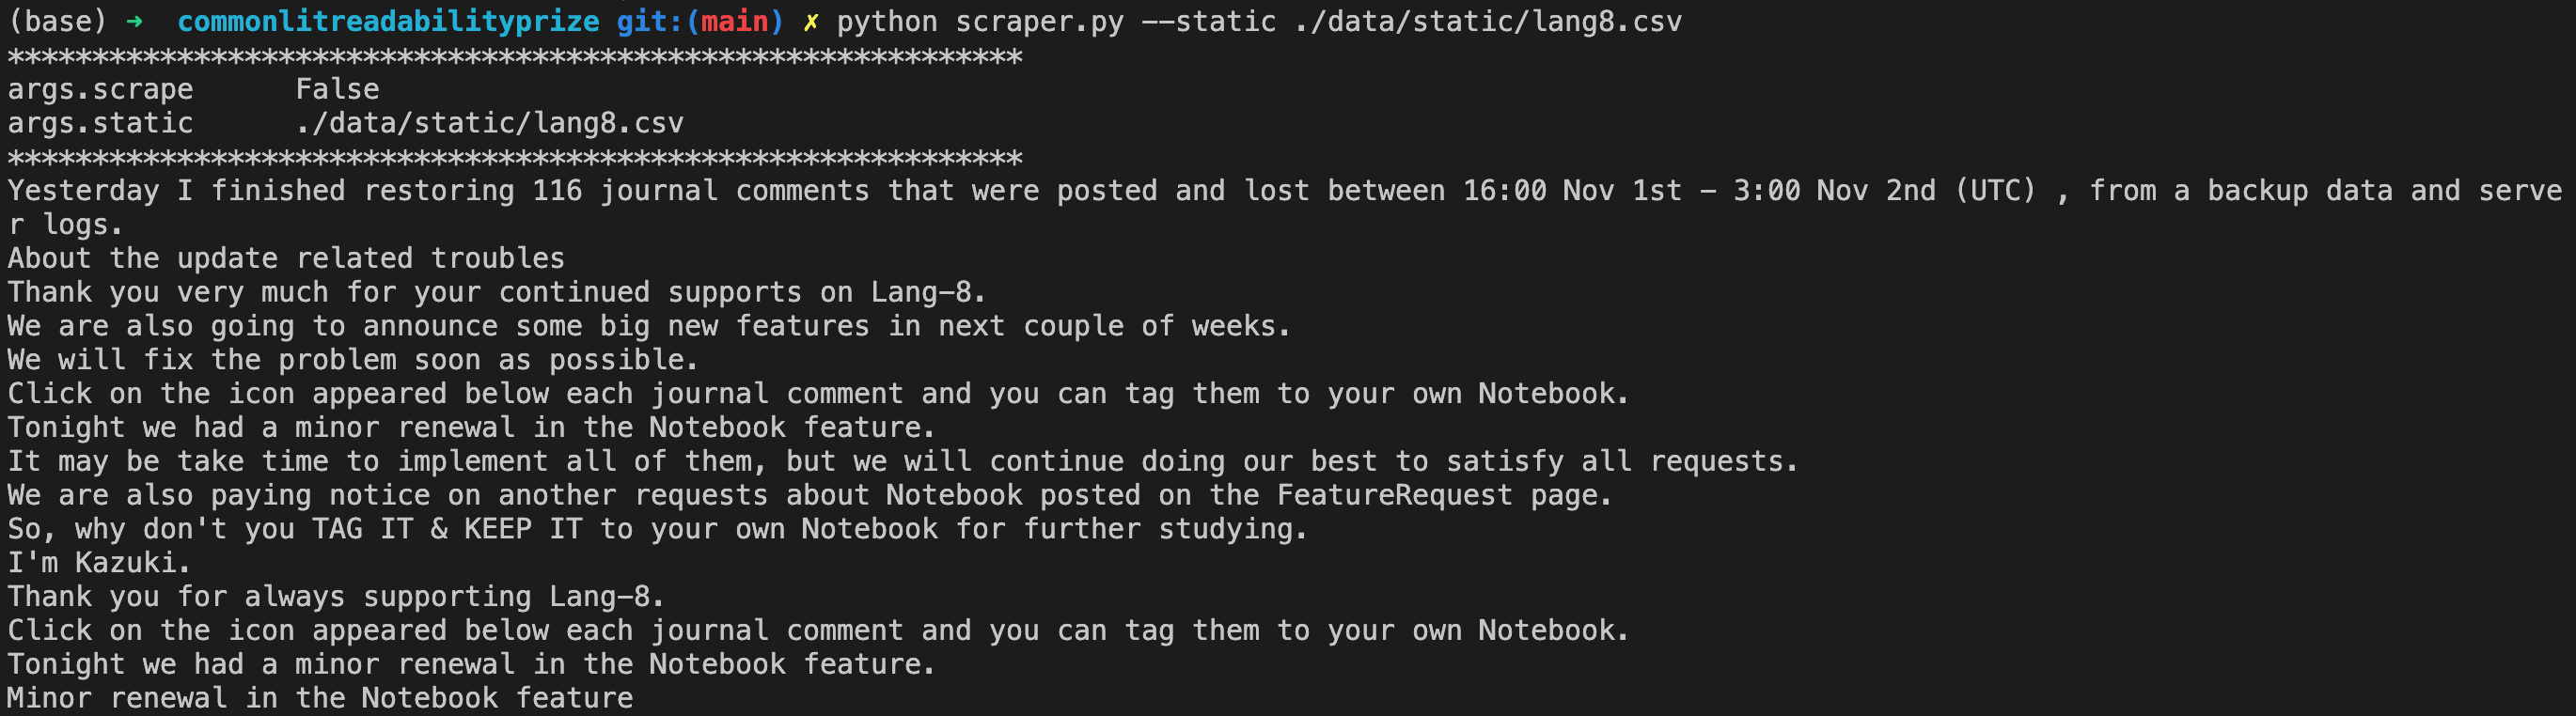 (base) ➜  commonlitreadabilityprize git:(main) ✗ python scraper.py --static ./data/static/lang8.csv
************************************************************
args.scrape      False
args.static      ./data/static/lang8.csv
************************************************************
Yesterday I finished restoring 116 journal comments that were posted and lost between 16:00 Nov 1st - 3:00 Nov 2nd (UTC) , from a backup data and serve
r logs.
About the update related troubles
Thank you very much for your continued supports on Lang-8.
We are also going to announce some big new features in next couple of weeks.
We will fix the problem soon as possible.
Click on the icon appeared below each journal comment and you can tag them to your own Notebook.
Tonight we had a minor renewal in the Notebook feature.
It may be take time to implement all of them, but we will continue doing our best to satisfy all requests.
We are also paying notice on another requests about Notebook posted on the FeatureRequest page.
So, why don't you TAG IT & KEEP IT to your own Notebook for further studying.
I'm Kazuki.
Thank you for always supporting Lang-8.
Click on the icon appeared below each journal comment and you can tag them to your own Notebook.
Tonight we had a minor renewal in the Notebook feature.
Minor renewal in the Notebook feature